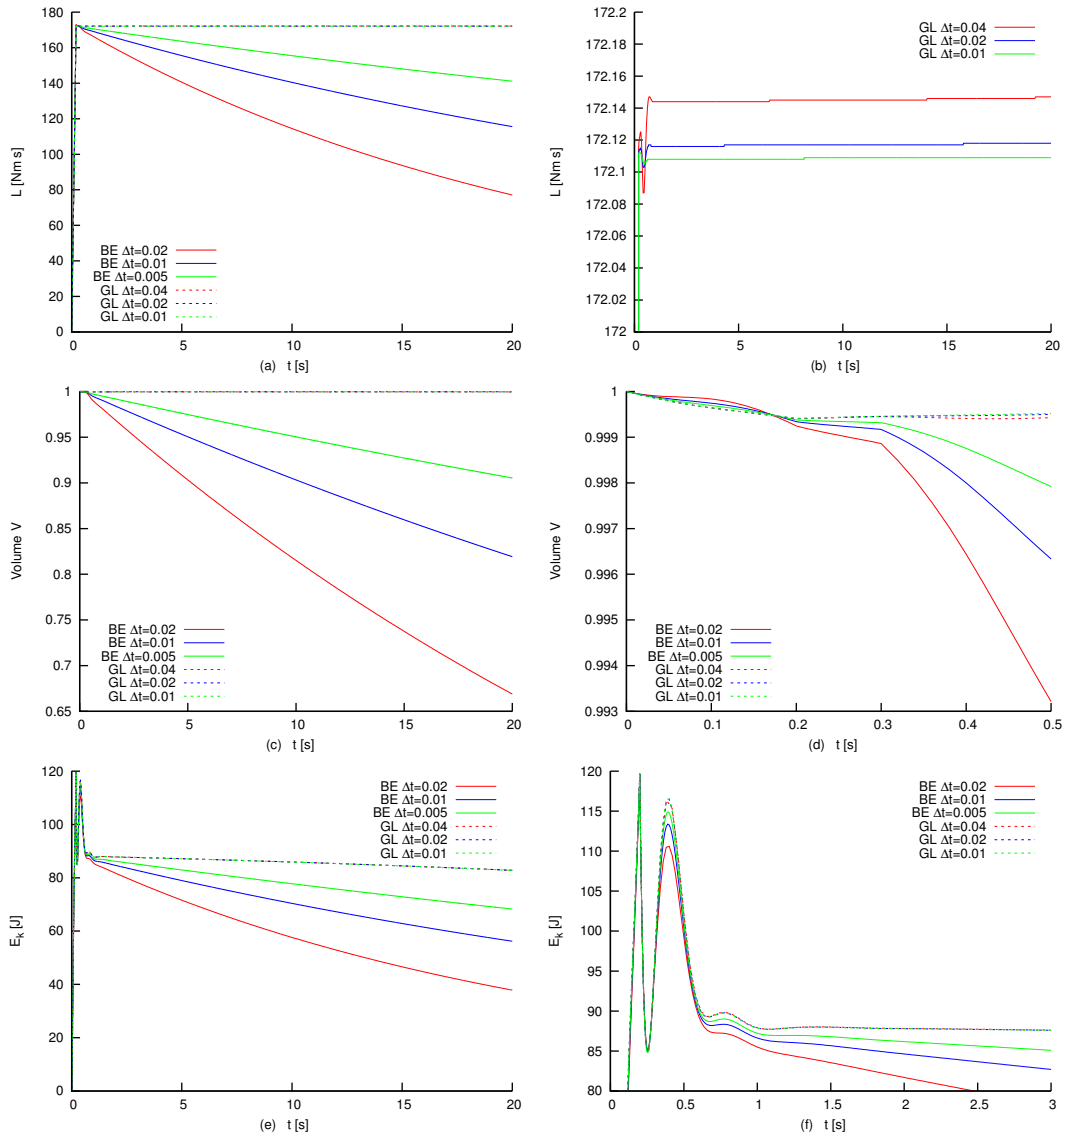 L [Nm s]
180
160
140
120
100
80
60
40
20
0
BE Δt=0.02
BE Δt=0.01
BE Δt=0.005
GL Δt=0.04
GL Δt=0.02
GL Δt=0.01
0 5 10 15 20
(a) t [s]
L [Nm s]
172.2
172.18
172.16
172.14
172.12
172.1
172.08
172.06
172.04
172.02
172
GL Δt=0.04
GL Δt=0.02
GL Δt=0.01
0 5 10 15 20
(b) t [s]
Volume V
1
0.95
0.9
0.85
0.8
0.75
0.7
0.65
BE Δt=0.02
BE Δt=0.01
BE Δt=0.005
GL Δt=0.04
GL Δt=0.02
GL Δt=0.01
0 5 10 15 20
(c) t [s]
Volume V
1
0.999
0.998
0.997
0.996
0.995
0.994
0.993
BE Δt=0.02
BE Δt=0.01
BE Δt=0.005
GL Δt=0.04
GL Δt=0.02
GL Δt=0.01
0 0.1 0.2 0.3 0.4 0.5
(d) t [s]
E_k [J]
120
100
80
60
40
20
0
BE Δt=0.02
BE Δt=0.01
BE Δt=0.005
GL Δt=0.04
GL Δt=0.02
GL Δt=0.01
0 5 10 15 20
(e) t [s]
E_k [J]
120
115
110
105
100
95
90
85
80
BE Δt=0.02
BE Δt=0.01
BE Δt=0.005
GL Δt=0.04
GL Δt=0.02
GL Δt=0.01
0 0.5 1 1.5 2 2.5 3
(f) t [s]